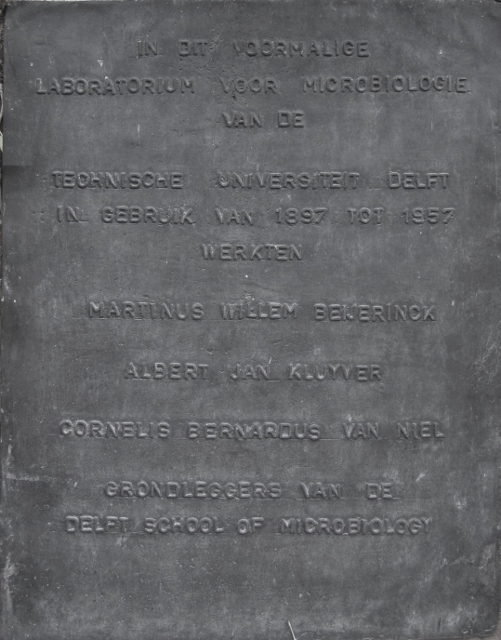 IN DIT VOORMALIGE
LABORATORIUM VOOR MICROBIOLOGIE
VAN DE
TECHNISCHE UNIVERSITEIT DELFT
IN GEBRUIK VAN 1897 TOT 1957
WERKTEN
MARTINUS WILLEM BEIJERINCK
ALBERT JAN KLUYVER
CORNELIS BERNARDUS VAN NIEL
GRONDLEGGERS VAN DE
DELFT SCHOOL OF MICROBIOLOGY